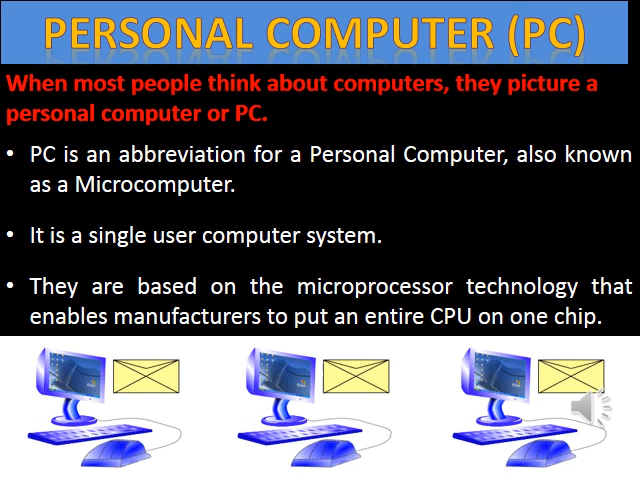 PERSONAL COMPUTER (PC)
When most people think about computers, they picture a
personal computer or PC.
• PC is an abbreviation for a Personal Computer, also known
as a Microcomputer.
• It is a single user computer system.
• They are based on the microprocessor technology that
enables manufacturers to put an entire CPU on one chip.